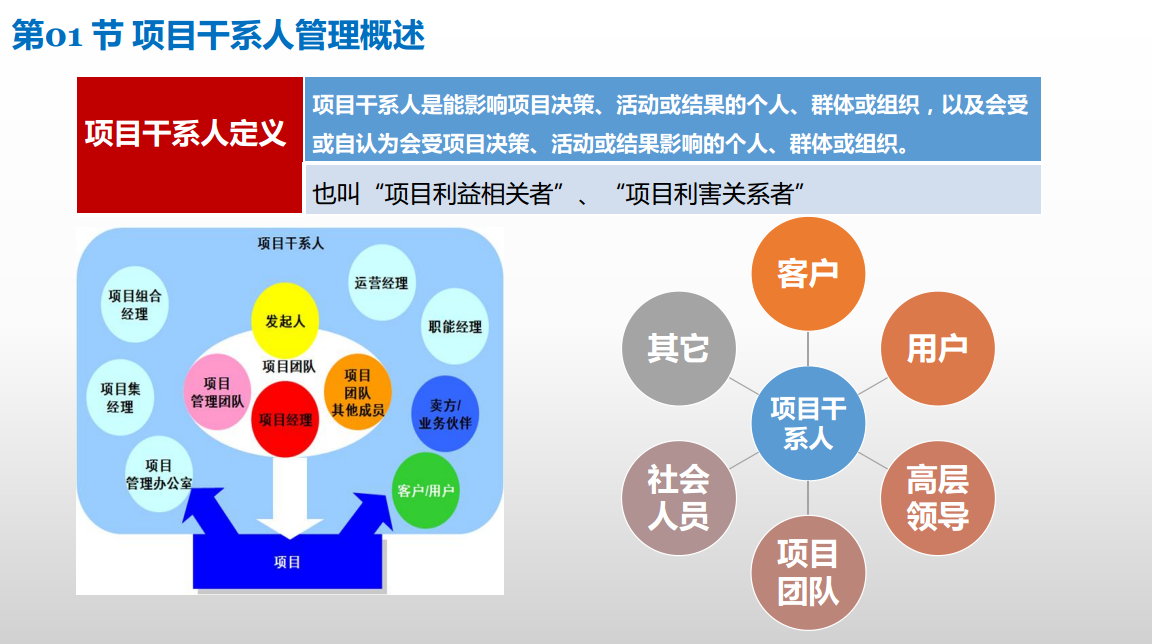 第01 节 项目干系人管理概述
项目干系人定义
项目干系人是能影响项目决策、活动或结果的个人、群体或组织，以及会受
或自认为会受项目决策、活动或结果影响的个人、群体或组织。
也叫“项目利益相关者”、“项目利害关系者”
项目干系人
项目组合
经理
运营经理
发起人
职能经理
项目团队
项目
管理团队
项目
团队
其他成员
项目经理
项目集
经理
卖方/
业务伙伴
项目
管理办公室
客户/用户
项目
客户
其它
用户
项目干
系人
社会
人员
高层
领导
项目
团队